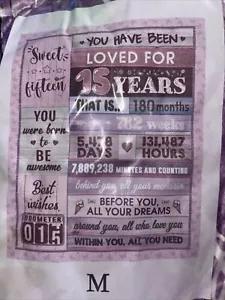 YOU HAVE BEEN
Sweet
fifteen
LOVED FOR
15 YEARS
THAT IS... 180 months
782 weeks
YOU
were born
to
BE
awesome
5,478
DAYS
131,487
HOURS
7,889,238 MINUTES AND COUNTING
behind you, all your memories
Best
wishes
BEFORE YOU,
ALL YOUR DREAMS
ODOMETER
015
around you, all who love you
WITHIN YOU, ALL YOU NEED
M